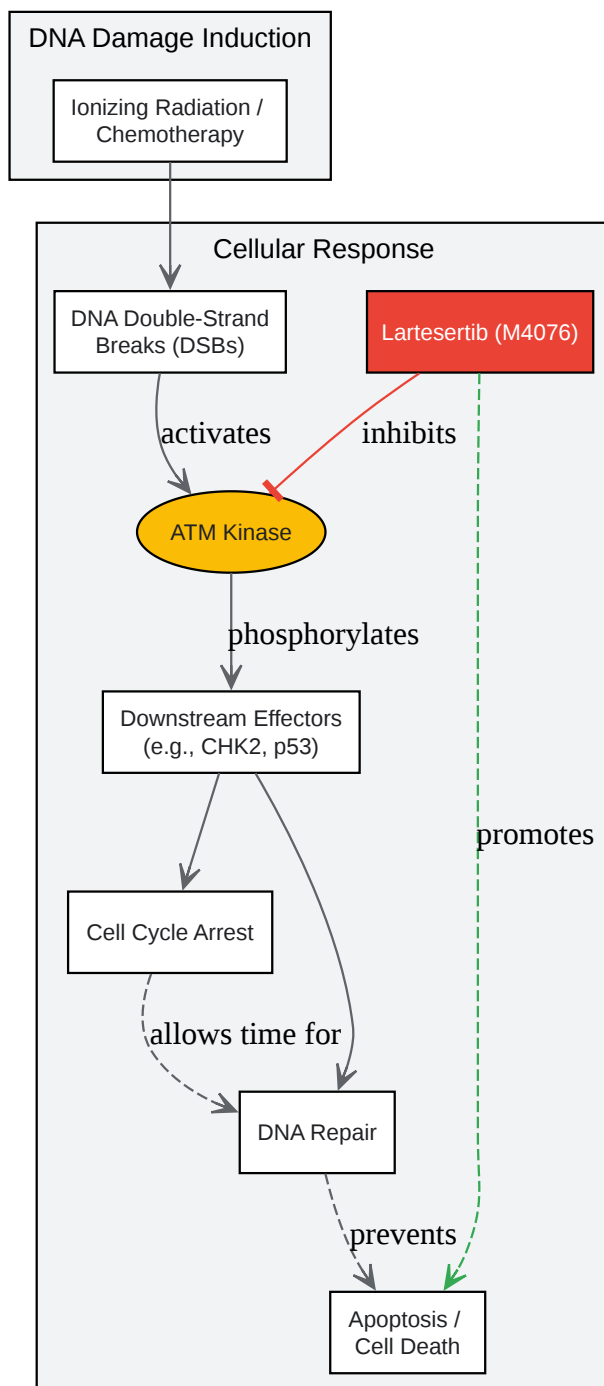 DNA Damage Induction
Ionizing Radiation /
Chemotherapy
Cellular Response
DNA Double-Strand
Breaks (DSBs)
Lartesertib (M4076)
activates
inhibits
ATM Kinase
phosphorylates
Downstream Effectors
(e.g., CHK2, p53)
promotes
Cell Cycle Arrest
allows time for
DNA Repair
prevents
Apoptosis /
Cell Death